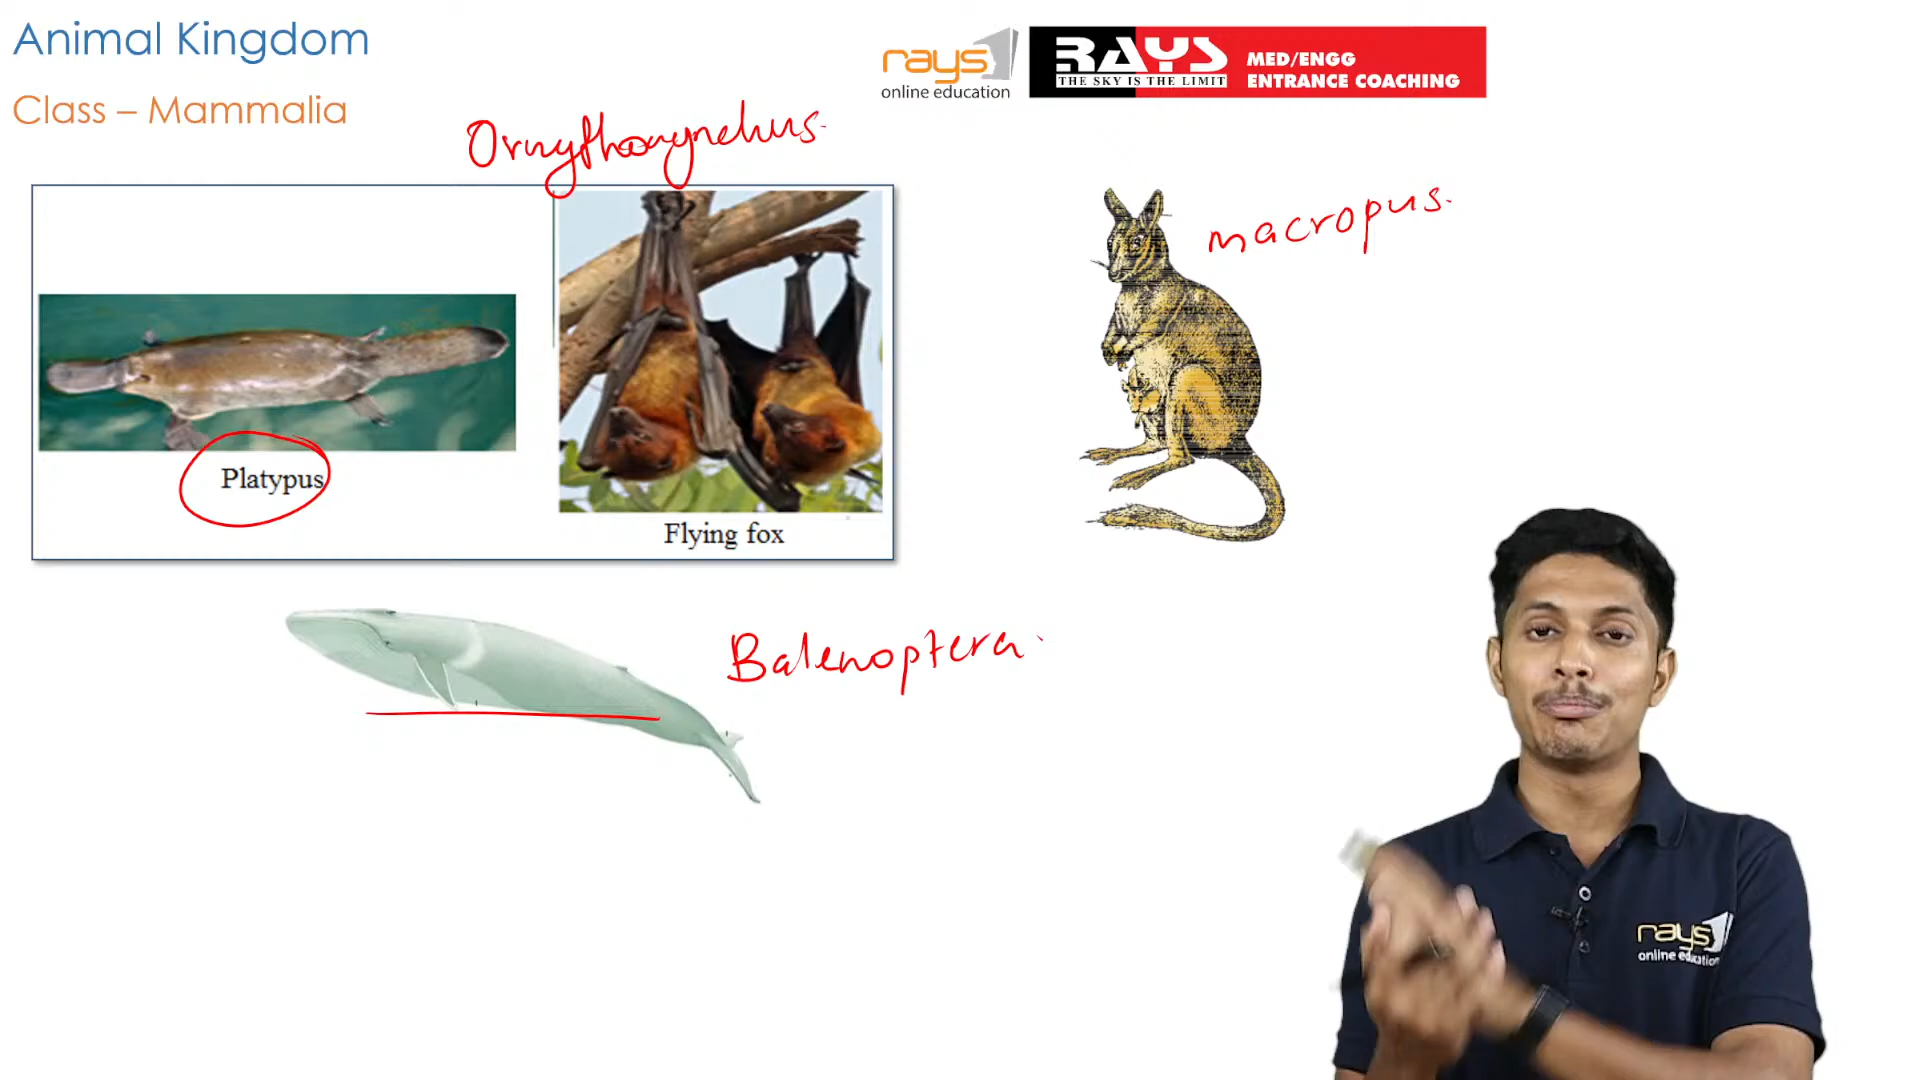 Animal Kingdom
Class – Mammalia
rays
online education
RAYS
THE SKY IS THE LIMIT
MED/ENGG
ENTRANCE COACHING
Ornythorynchus.
macropus.
Platypus
Flying fox
Balenoptera.
rays
online education